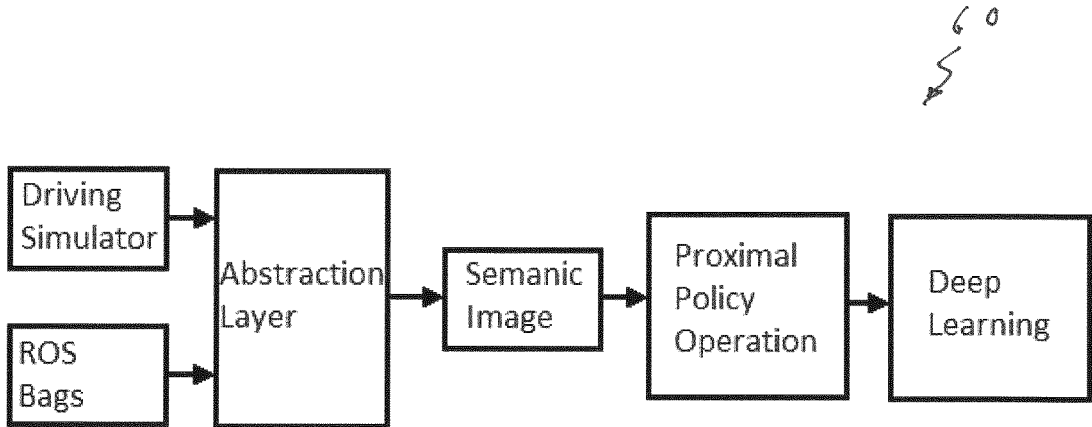 60
Driving
Simulator
ROS
Bags
Abstraction
Layer
Semanic
Image
Proximal
Policy
Operation
Deep
Learning